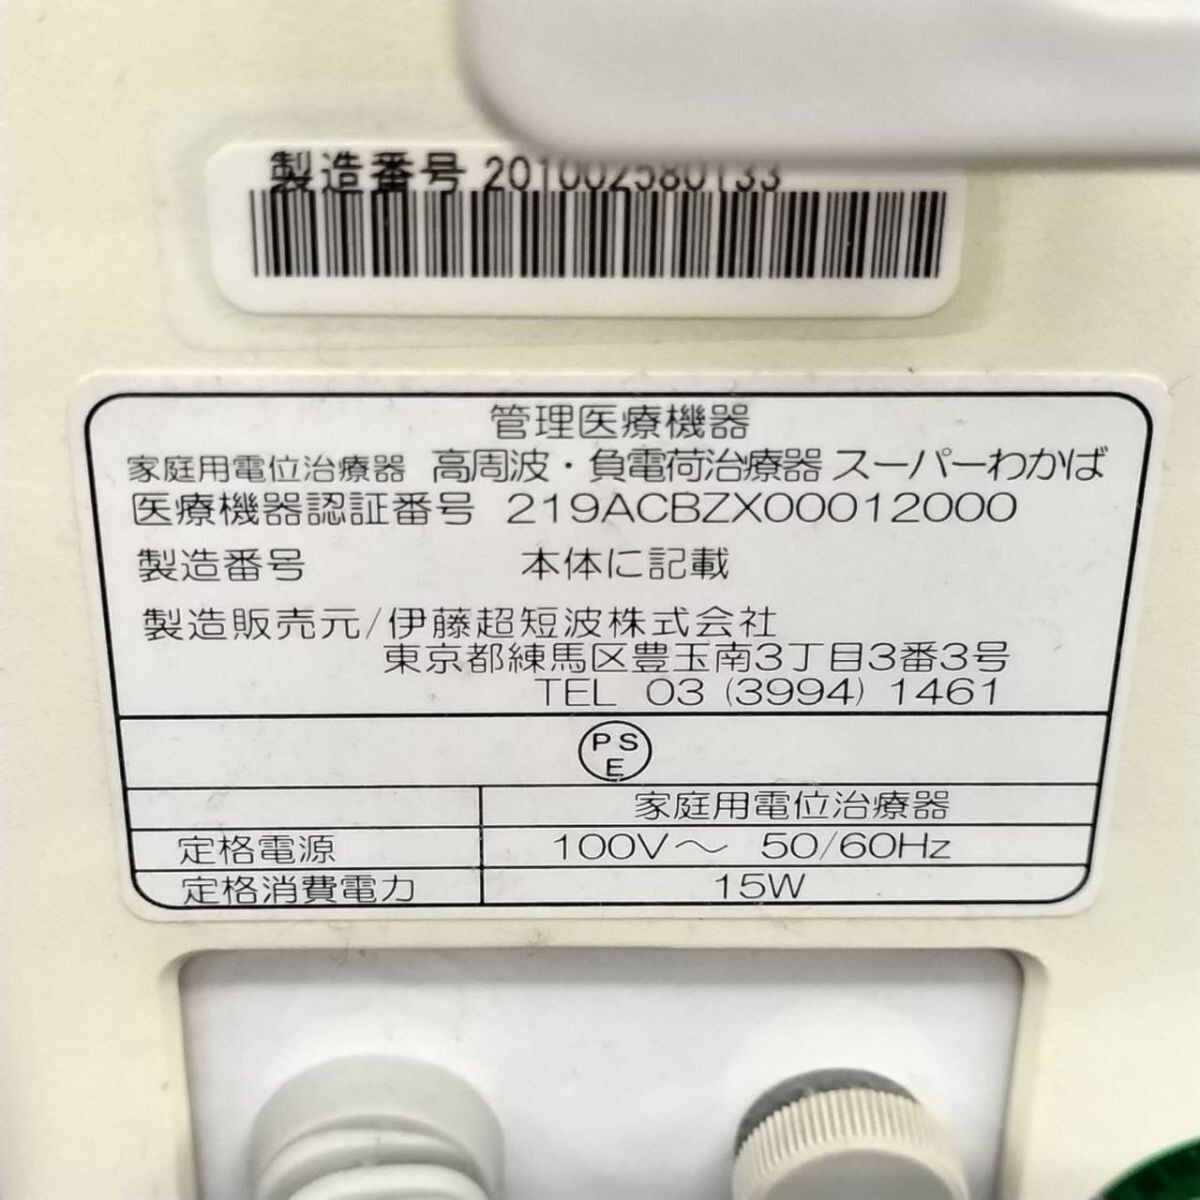 製造番号 201002580133
管理医療機器
家庭用電位治療器 高周波・負電荷治療器 スーパーわかば
医療機器認証番号 219ACBZX00012000
製造番号 本体に記載
製造販売元/伊藤超短波株式会社
東京都練馬区豊玉南3丁目3番3号
TEL 03 (3994) 1461
PSE
家庭用電位治療器
定格電源 100V～ 50/60Hz
定格消費電力 15W